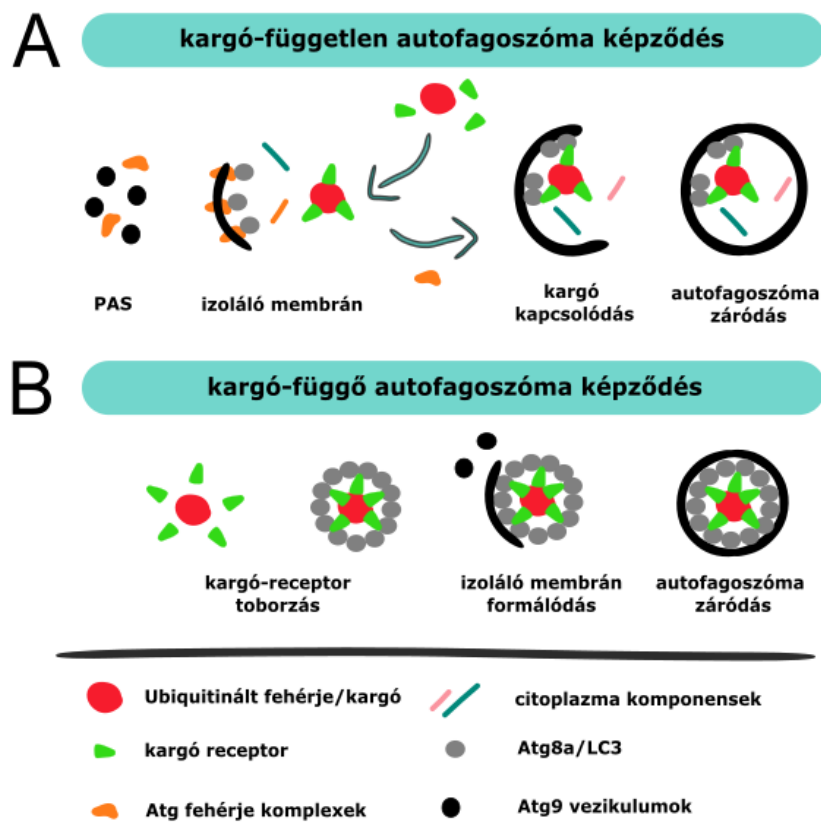 A
kargó-független autofagoszóma képződés
PAS
izoláló membrán
kargó
kapcsolódás
autofagoszóma
záródás
B
kargó-függő autofagoszóma képződés
kargó-receptor
toborzás
izoláló membrán
formálódás
autofagoszóma
záródás
Ubiquitinált fehérje/kargó
citoplazma komponensek
kargó receptor
Atg8a/LC3
Atg fehérje komplexek
Atg9 vezikulumok